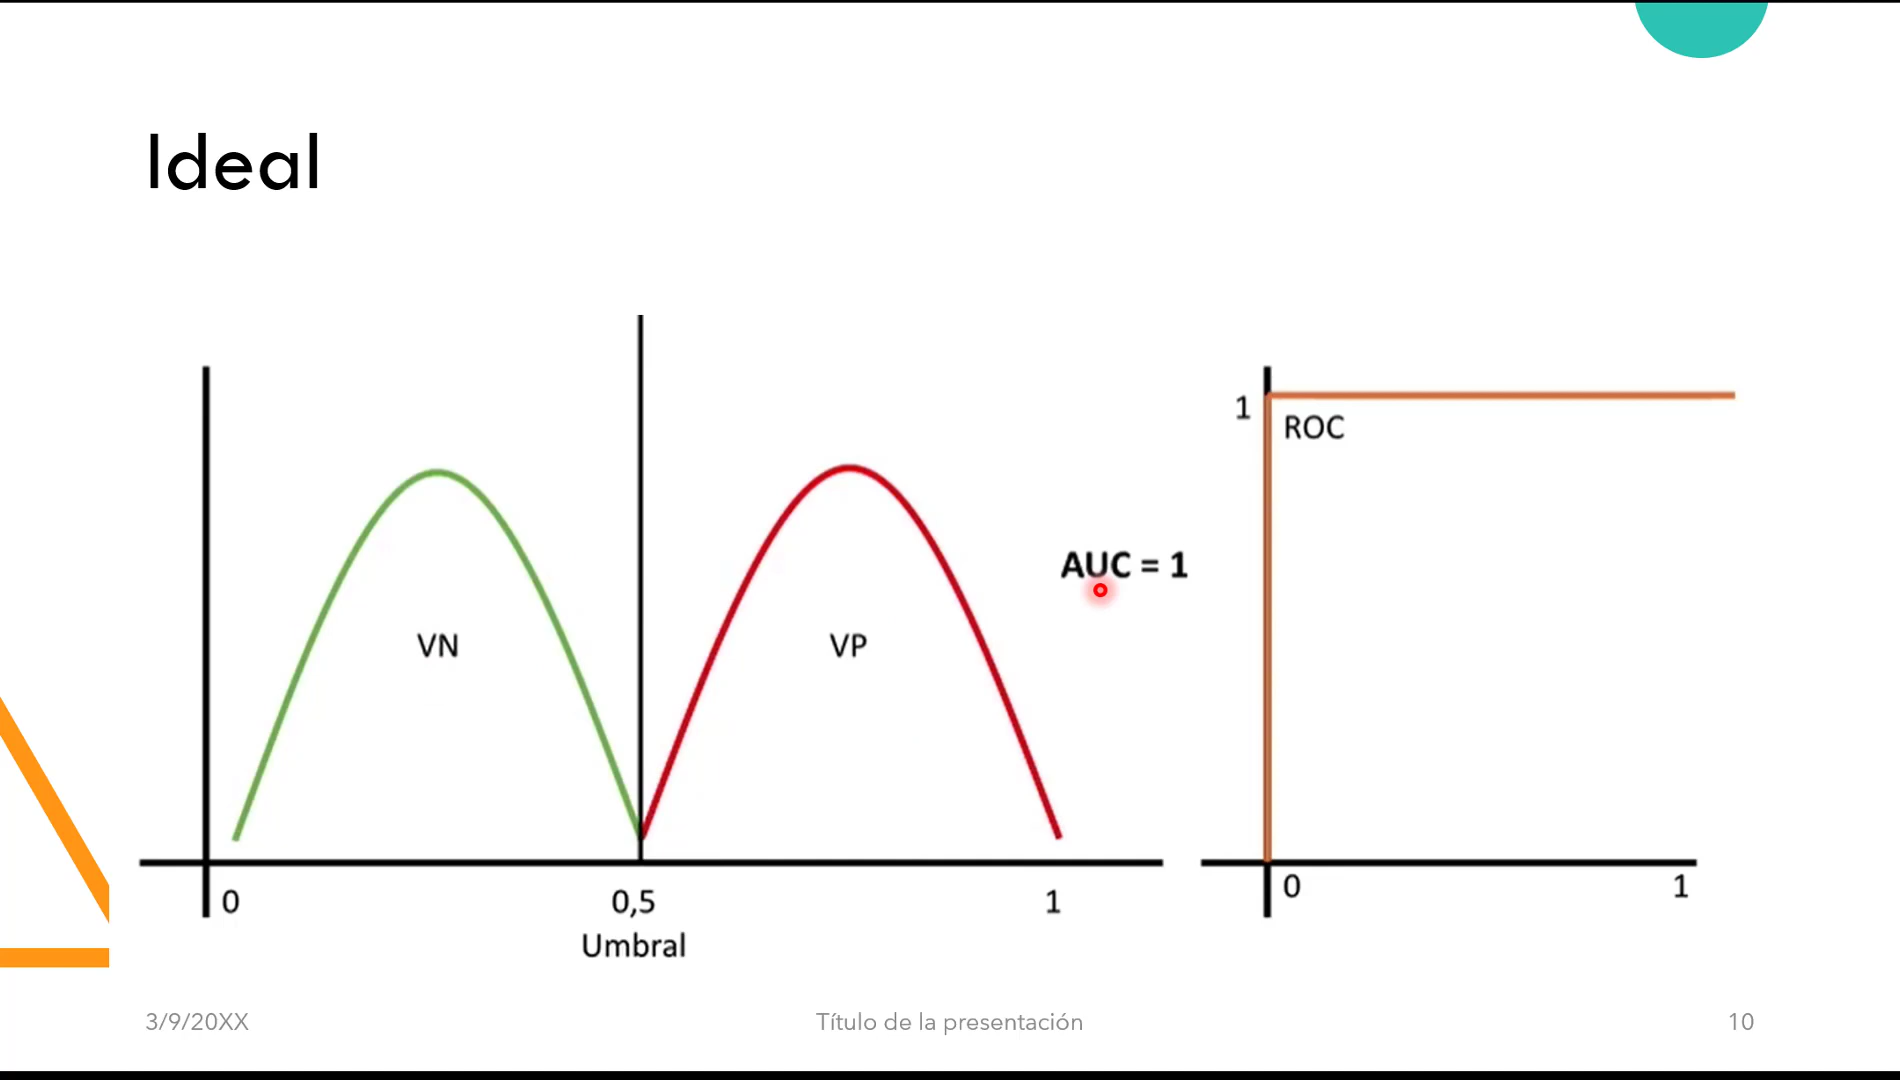 Ideal
VN
VP
0
0,5
1
Umbral
AUC = 1
1
ROC
0
1
3/9/20XX
Título de la presentación
10